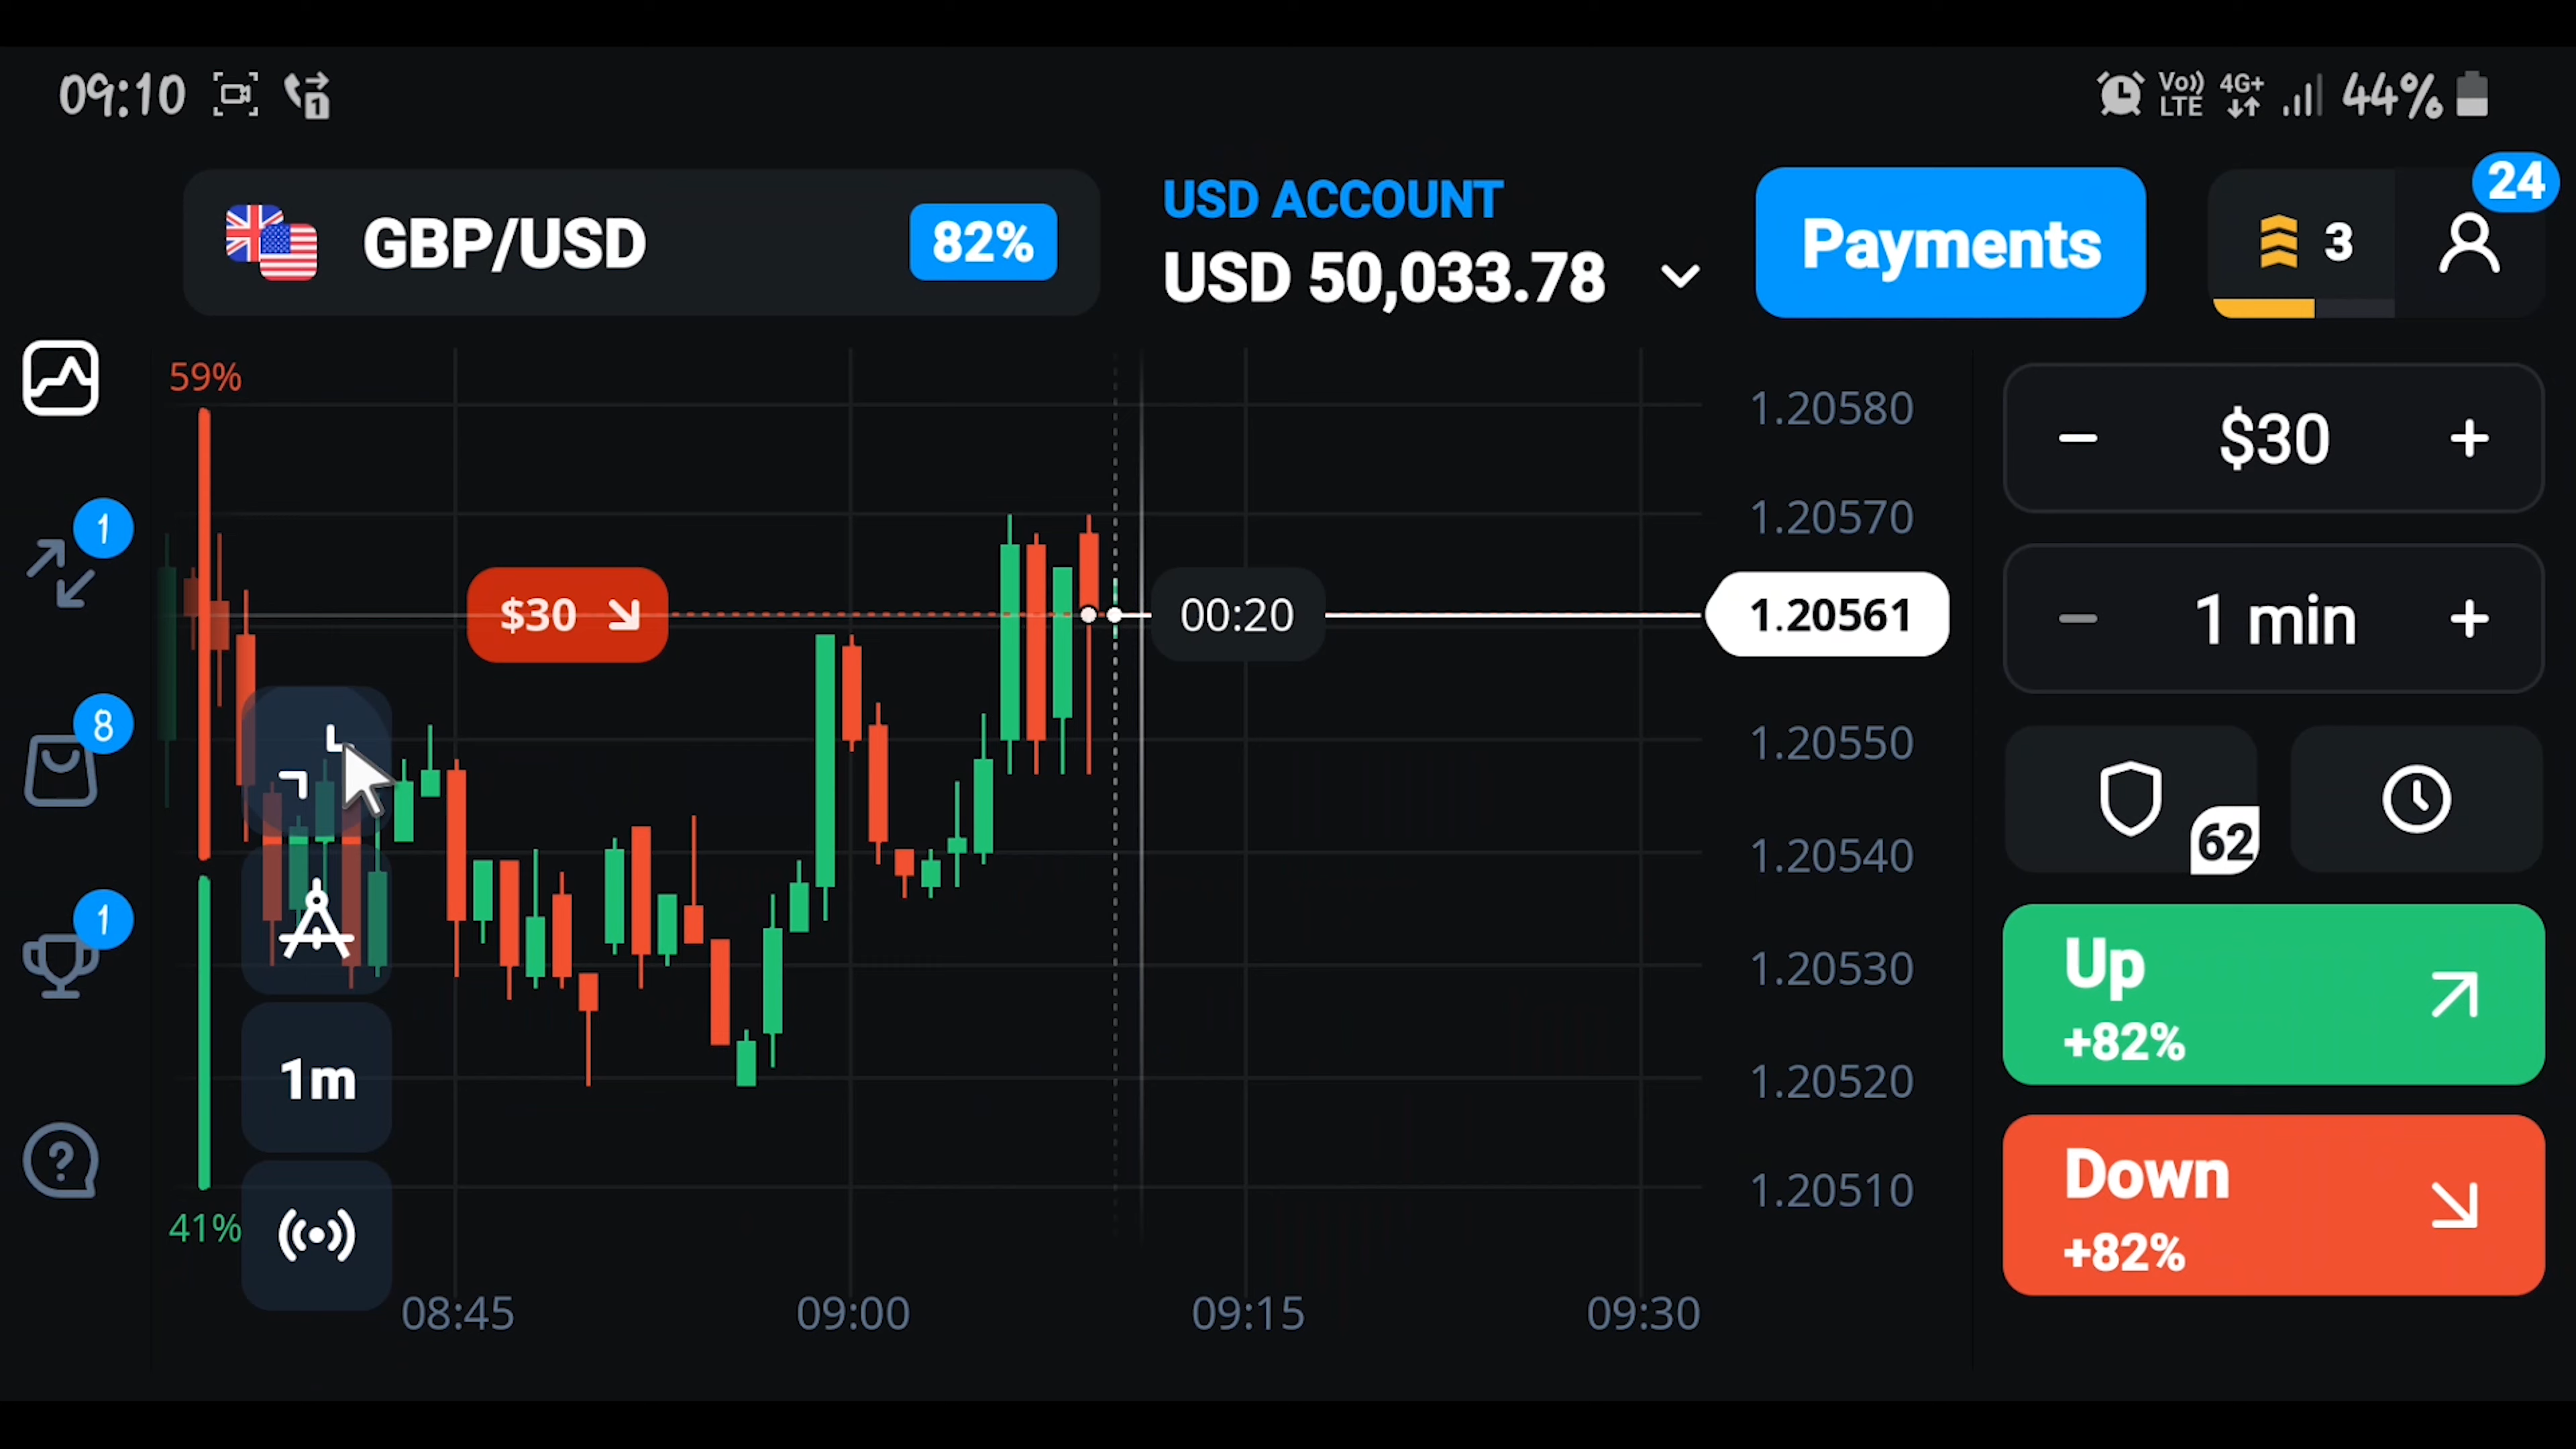 09:10
1
Vo)) LTE 4G+ 44%
GBP/USD 82%
USD ACCOUNT
USD 50,033.78
Payments
3
24
59%
1.20580
$30
1
1.20570
$30
00:20
1.20561
1 min
8
1.20550
62
1.20540
1
1.20530
Up
+82%
1m
1.20520
Down
+82%
1.20510
41%
08:45 09:00 09:15 09:30